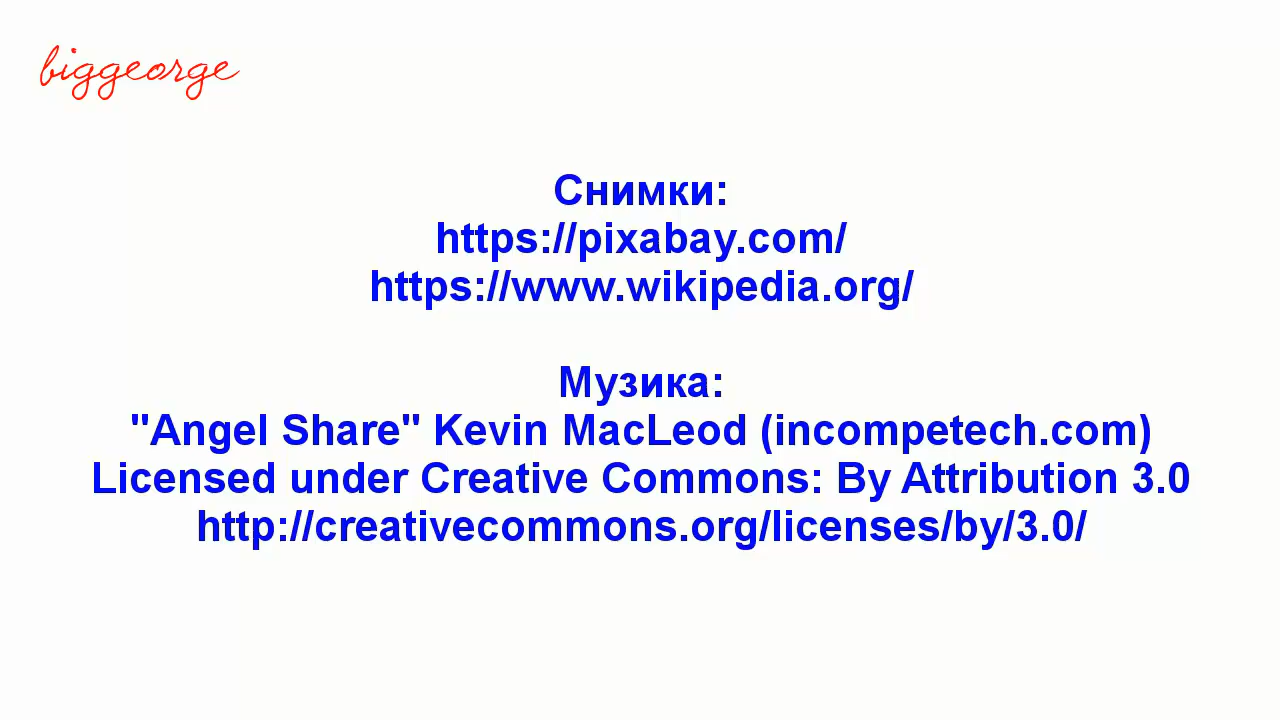 biggeorge
Снимки:
https://pixabay.com/
https://www.wikipedia.org/
Музика:
"Angel Share" Kevin MacLeod (incompetech.com)
Licensed under Creative Commons: By Attribution 3.0
http://creativecommons.org/licenses/by/3.0/